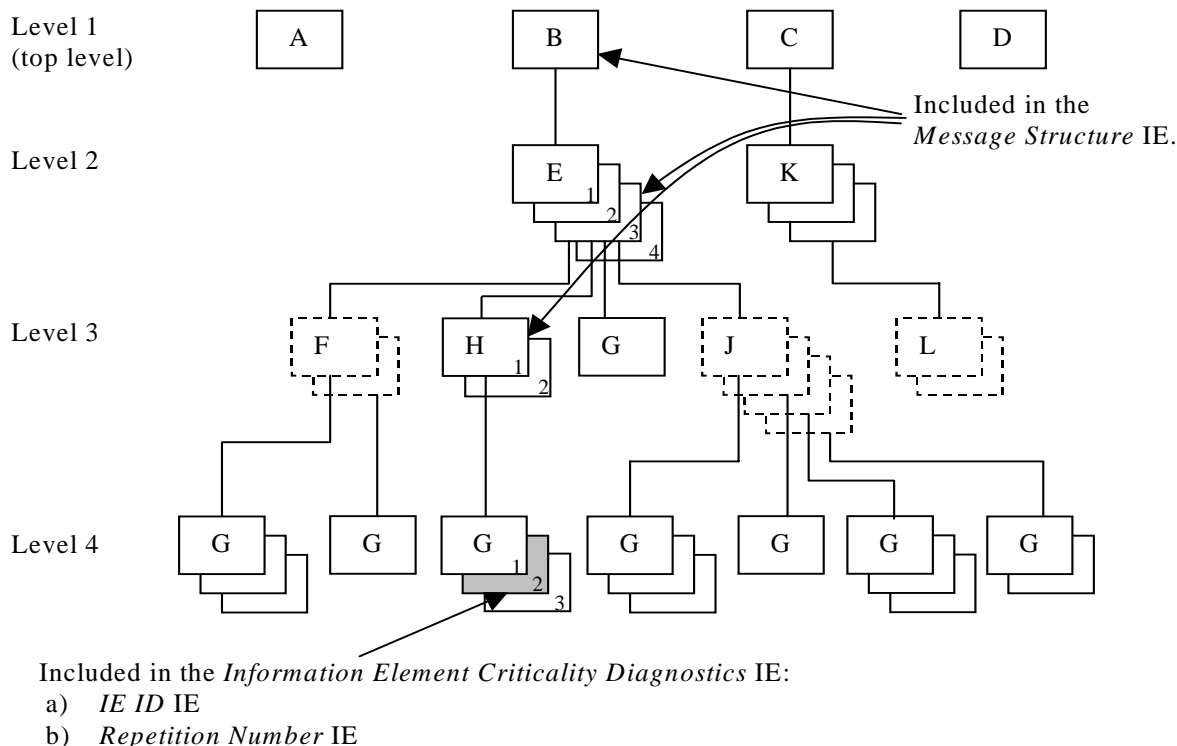 Level 1
(top level)
A
B
C
D
Included in the
Message Structure IE.
Level 2
E
1
2
3
4
K
Level 3
F
H
1
2
G
J
L
Level 4
G
G
G
1
2
3
G
G
G
G
Included in the Information Element Criticality Diagnostics IE:
a) IE ID IE
b) Repetition Number IE